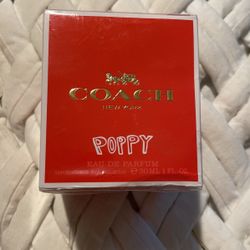 COACH
NEW YORK
POPPY
EAU DE PARFUM
30 ML 1 FL. OZ.